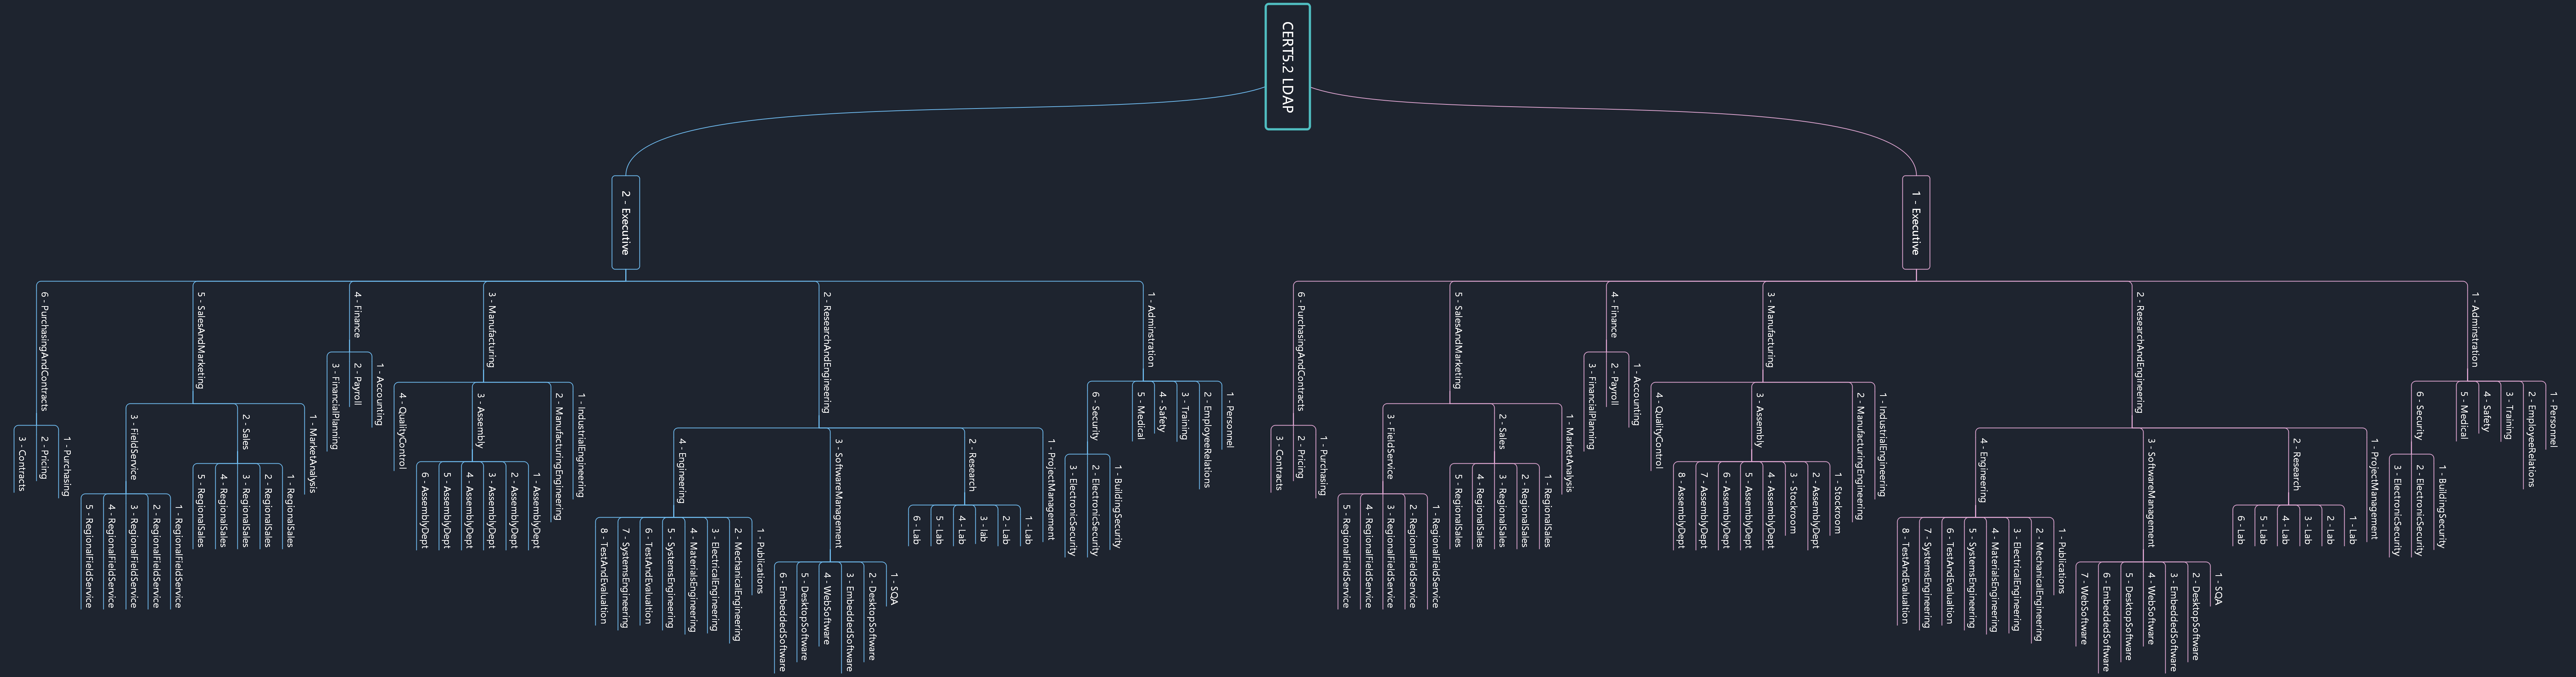 CERT5.2 LDAP
1 - Executive
1 - Adminstration
1 - Personnel
2 - EmployeeRelations
3 - Training
4 - Safety
5 - Medical
6 - Security
1 - BuildingSecurity
2 - ElectronicSecurity
3 - ElectronicSecurity
2 - ResearchAndEngineering
1 - ProjectManagement
2 - Research
1 - Lab
2 - Lab
3 - Lab
4 - Lab
5 - Lab
6 - Lab
3 - SoftwareManagement
1 - SQA
2 - DesktopSoftware
3 - EmbeddedSoftware
4 - WebSoftware
5 - DesktopSoftware
6 - EmbeddedSoftware
7 - WebSoftware
4 - Engineering
1 - Publications
2 - MechanicalEngineering
3 - ElectricalEngineering
4 - MaterialsEngineering
5 - SystemsEngineering
6 - TestAndEvalualtion
7 - SystemsEngineering
8 - TestAndEvalualtion
3 - Manufacturing
1 - IndustrialEngineering
2 - ManufacturingEngineering
3 - Assembly
1 - Stockroom
2 - AssemblyDept
3 - Stockroom
4 - AssemblyDept
5 - AssemblyDept
6 - AssemblyDept
7 - AssemblyDept
8 - AssemblyDept
4 - QualityControl
4 - Finance
1 - Accounting
2 - Payroll
3 - FinancialPlanning
5 - SalesAndMarketing
1 - MarketAnalysis
2 - Sales
1 - RegionalSales
2 - RegionalSales
3 - RegionalSales
4 - RegionalSales
5 - RegionalSales
3 - FieldService
1 - RegionalFieldService
2 - RegionalFieldService
3 - RegionalFieldService
4 - RegionalFieldService
5 - RegionalFieldService
6 - PurchasingAndContracts
1 - Purchasing
2 - Pricing
3 - Contracts
2 - Executive
1 - Adminstration
1 - Personnel
2 - EmployeeRelations
3 - Training
4 - Safety
5 - Medical
6 - Security
1 - BuildingSecurity
2 - ElectronicSecurity
3 - ElectronicSecurity
2 - ResearchAndEngineering
1 - ProjectManagement
2 - Research
1 - Lab
2 - Lab
3 - lab
4 - Lab
5 - Lab
6 - Lab
3 - SoftwareManagement
1 - SQA
2 - DesktopSoftware
3 - EmbeddedSoftware
4 - WebSoftware
5 - DesktopSoftware
6 - EmbeddedSoftware
4 - Engineering
1 - Publications
2 - MechanicalEngineering
3 - ElectricalEngineering
4 - MaterialsEngineering
5 - SystemsEngineering
6 - TestAndEvalualtion
7 - SystemsEngineering
8 - TestAndEvalualtion
3 - Manufacturing
1 - IndustrialEngineering
2 - ManufacturingEngineering
3 - Assembly
1 - AssemblyDept
2 - AssemblyDept
3 - AssemblyDept
4 - AssemblyDept
5 - AssemblyDept
6 - AssemblyDept
4 - QualityControl
4 - Finance
1 - Accounting
2 - Payroll
3 - FinancialPlanning
5 - SalesAndMarketing
1 - MarketAnalysis
2 - Sales
1 - RegionalSales
2 - RegionalSales
3 - RegionalSales
4 - RegionalSales
5 - RegionalSales
3 - FieldService
1 - RegionalFieldService
2 - RegionalFieldService
3 - RegionalFieldService
4 - RegionalFieldService
5 - RegionalFieldService
6 - PurchasingAndContracts
1 - Purchasing
2 - Pricing
3 - Contracts